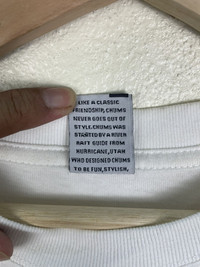 LIKE A CLASSIC
FRIENDSHIP, CHUMS
NEVER GOES OUT OF
STYLE. CHUMS WAS
STARTED BY A RIVER
RAFT GUIDE FROM
HURRICANE, UTAH
WHO DESIGNED CHUMS
TO BE FUN, STYLISH,